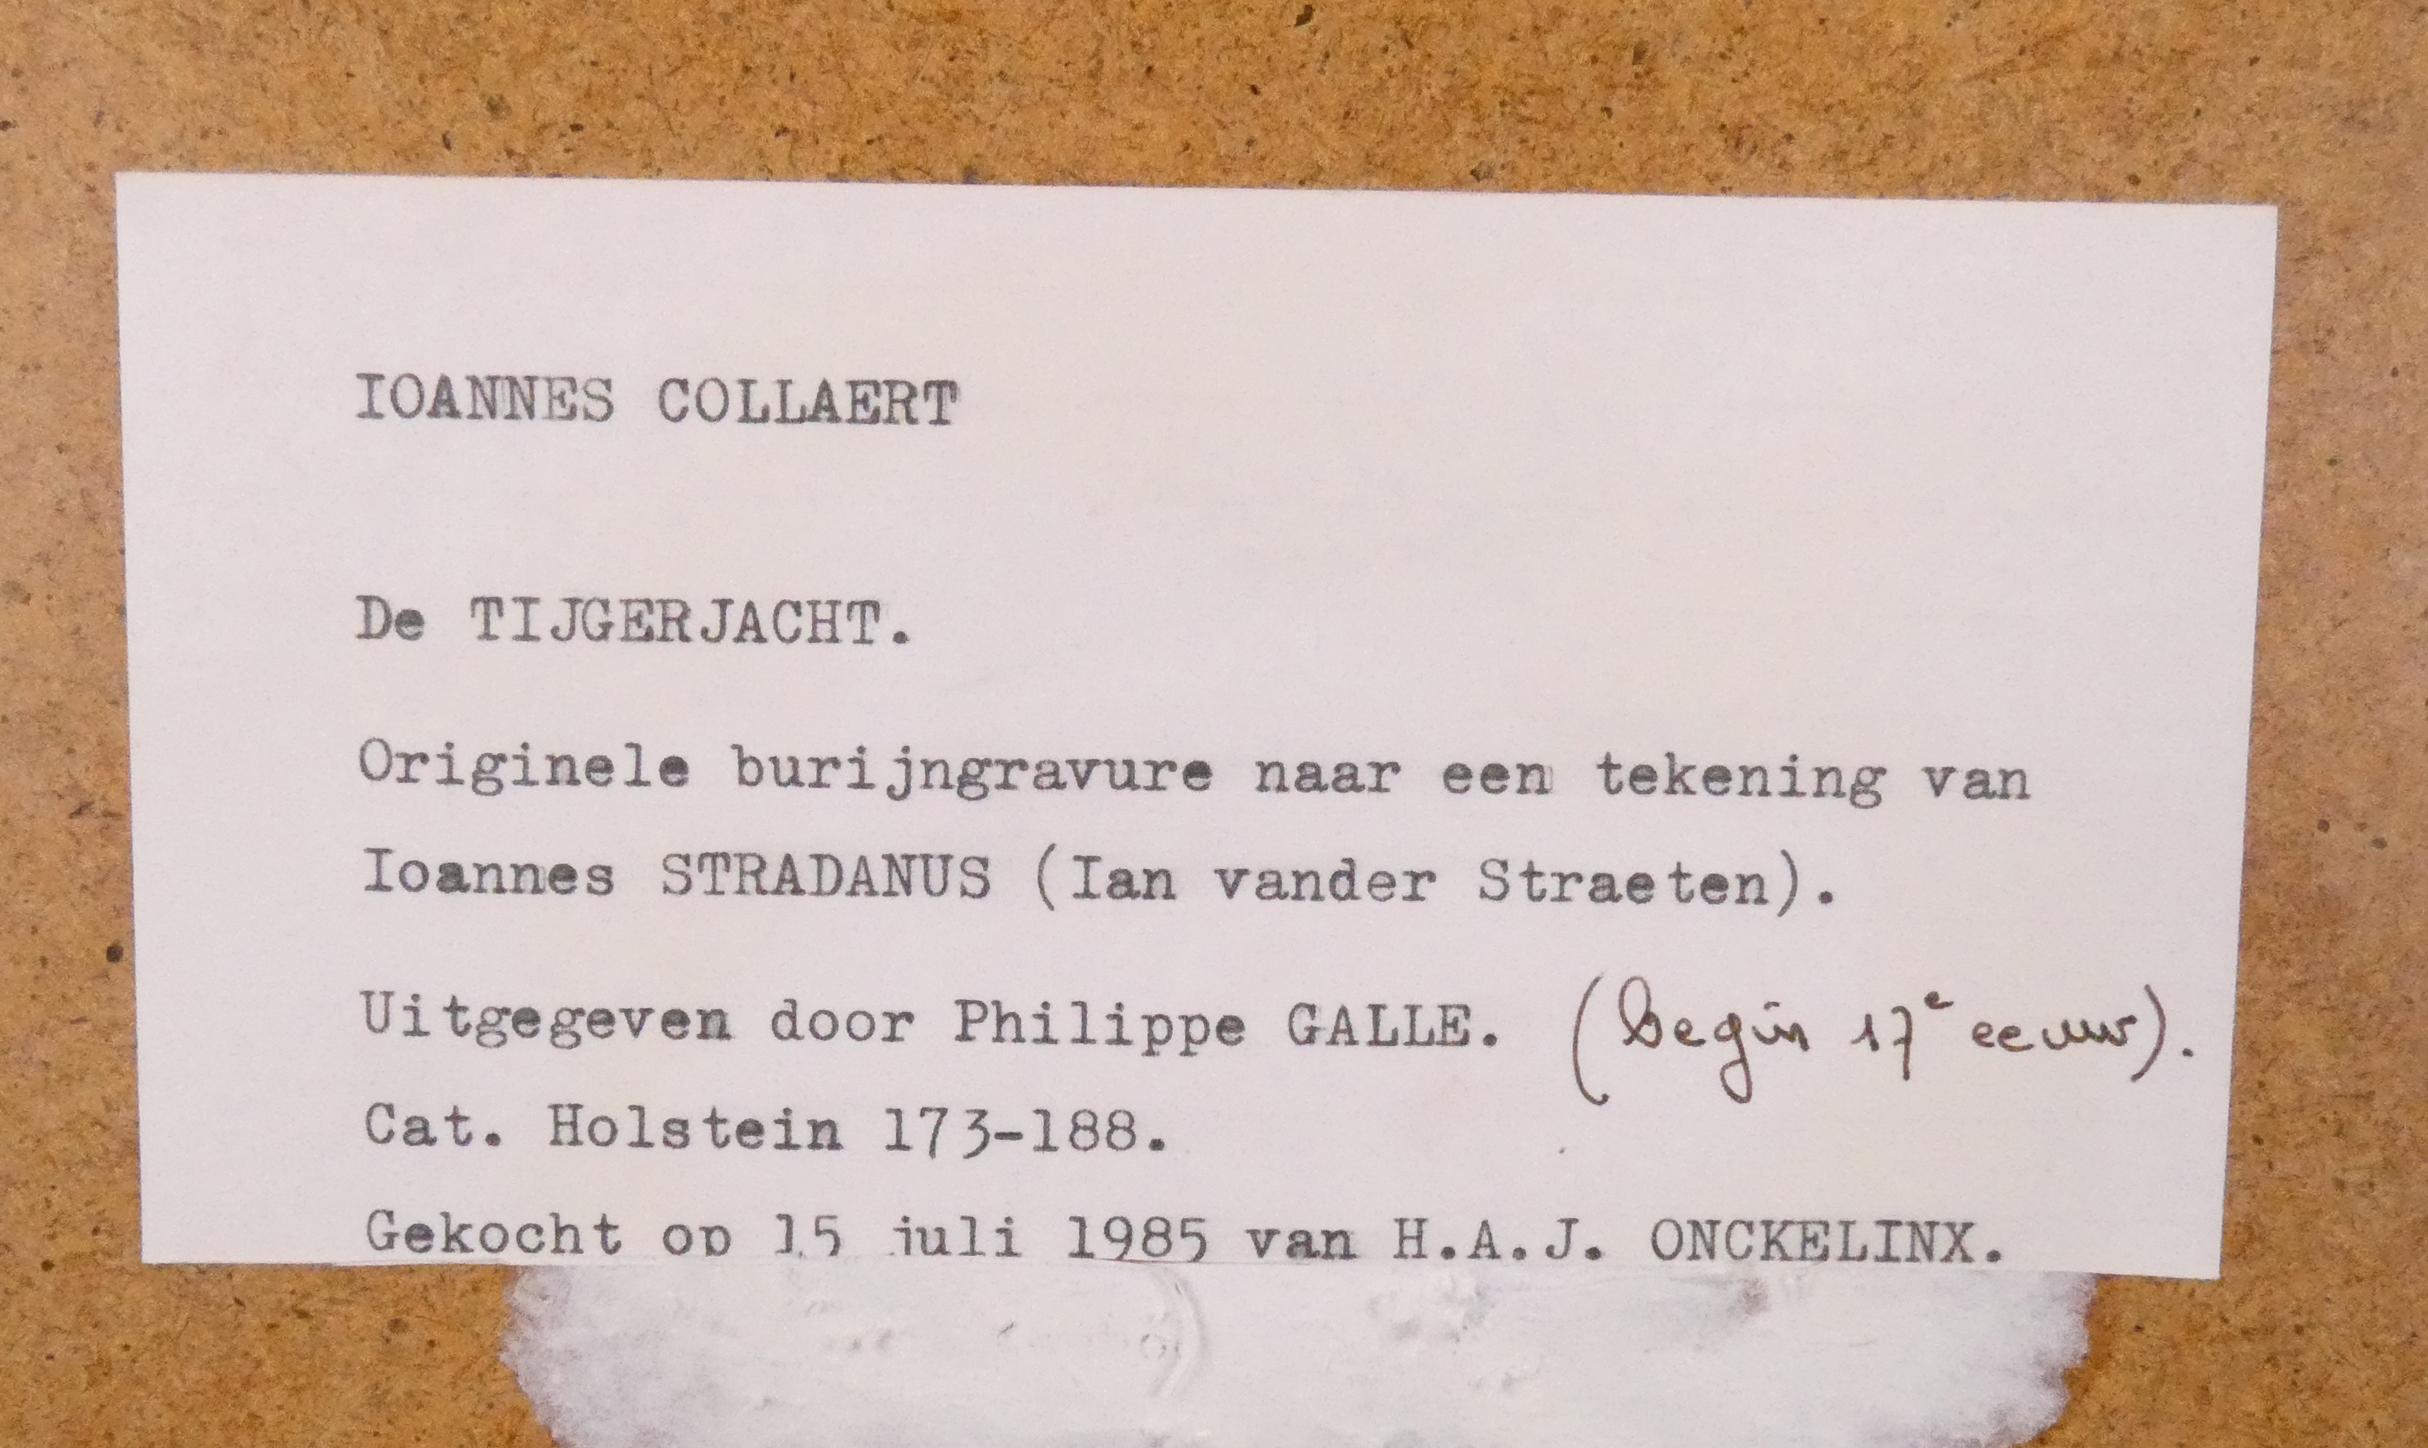 IOANNES COLLAERT
De TIJGERJACHT.
Originele burijngravure naar een tekening van
Ioannes STRADANUS (Ian vander Straeten).
Uitgegeven door Philippe GALLE. (begin 17e eeuw).
Cat. Holstein 173-188.
Gekocht op 15 juli 1985 van H.A.J. ONCKELINX.